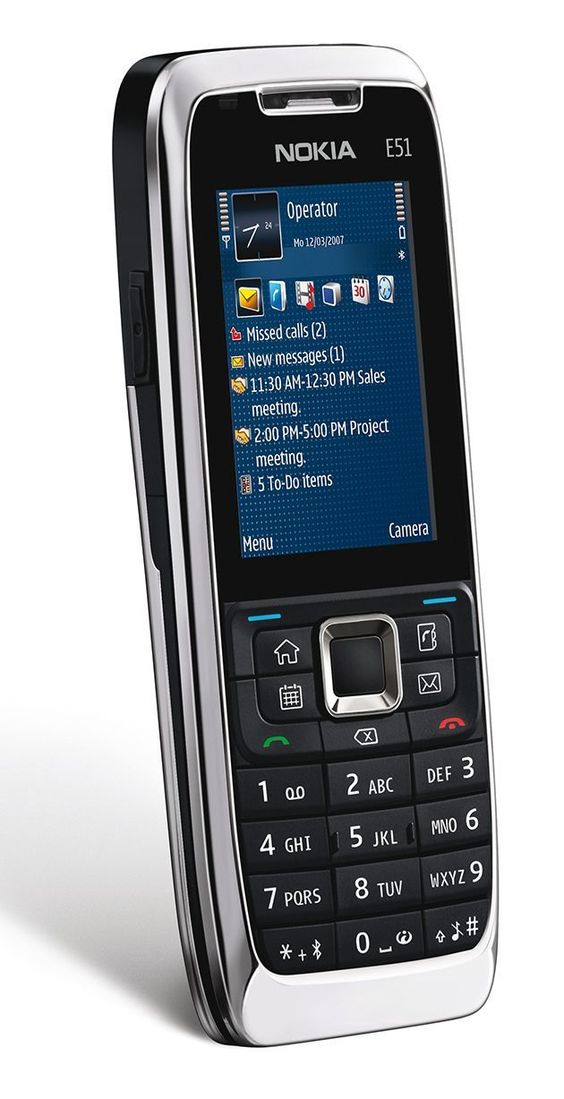 NOKIA E51
24
Operator
Mo 12/03/2007
30
Missed calls (2)
New messages (1)
11:30 AM-12:30 PM Sales
meeting.
2:00 PM-5:00 PM Project
meeting.
5 To-Do items
Menu Camera
1 2 ABC DEF 3
4 GHI 5 JKL MNO 6
7 PQRS 8 TUV WXYZ 9
* + 0 #